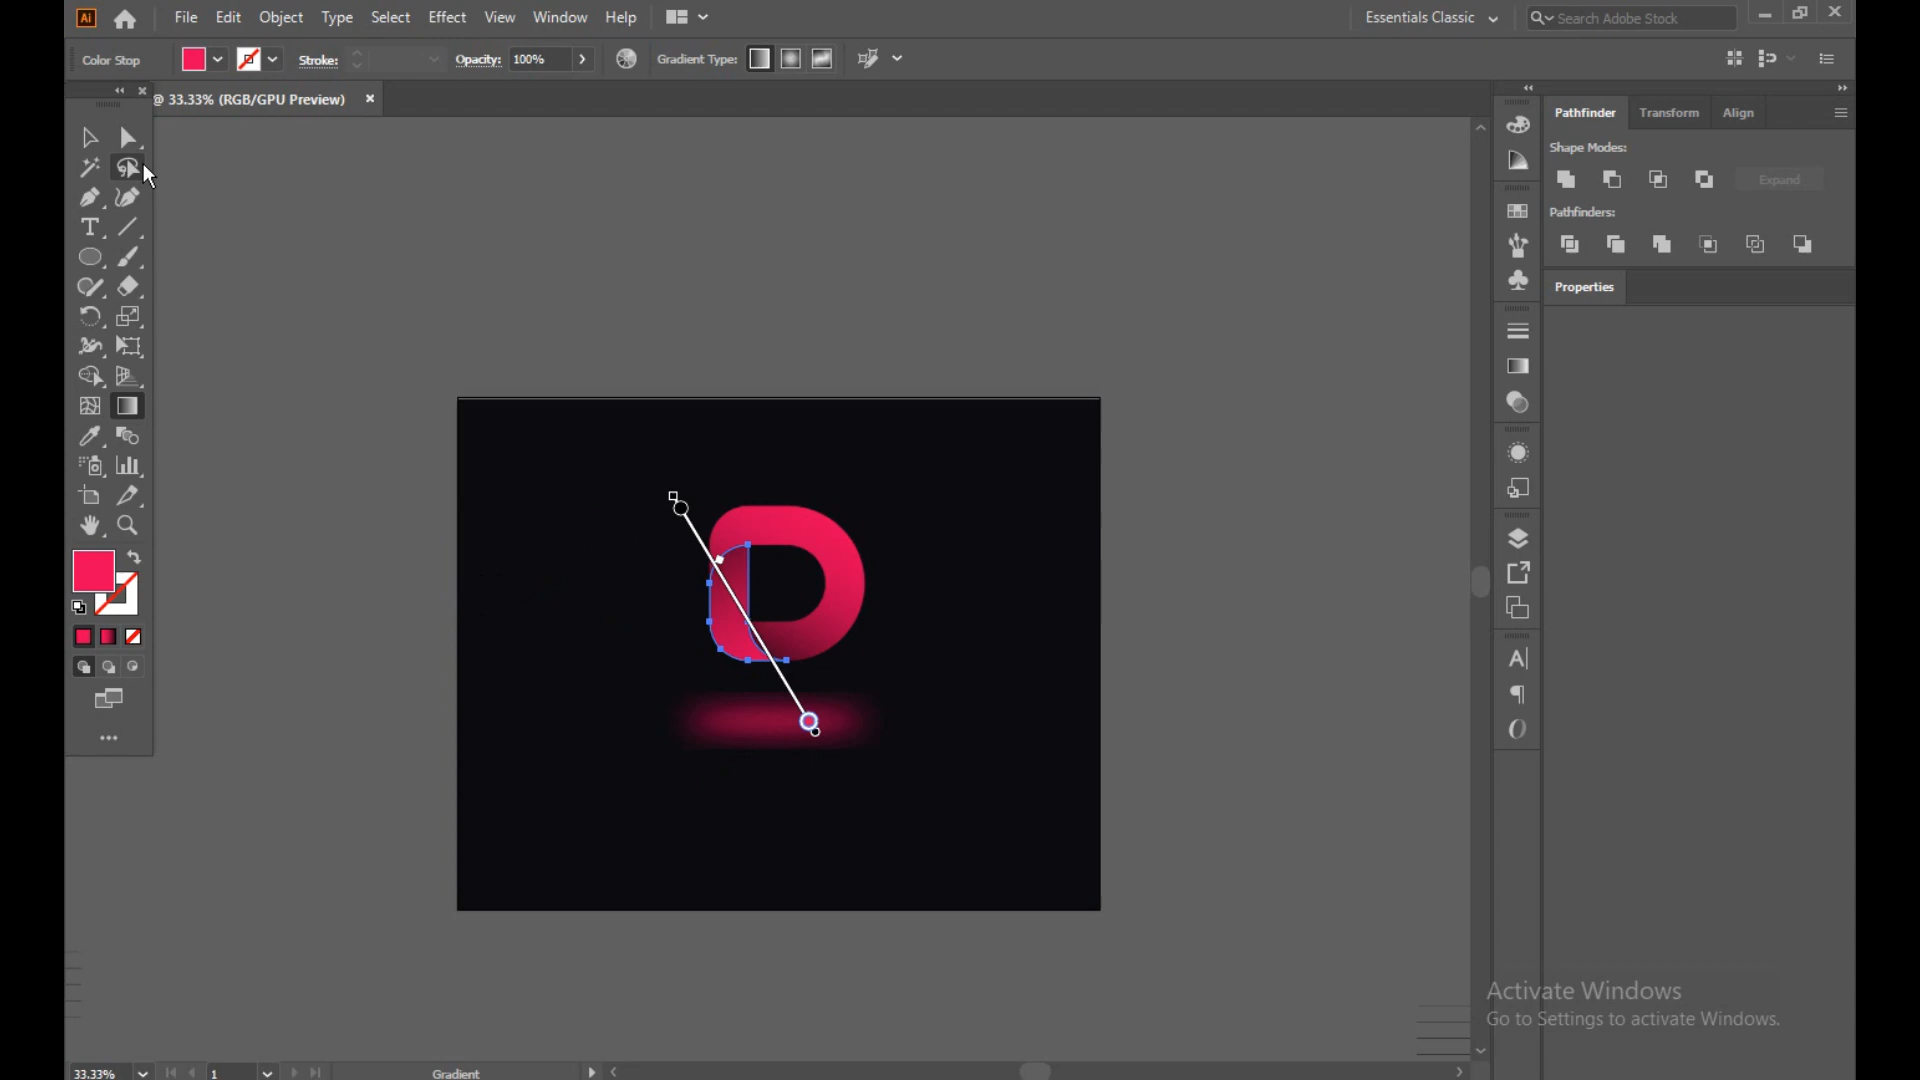 Ai File Edit Object Type Select Effect View Window Help Essentials Classic Search Adobe Stock
Color Stop Stroke: Opacity: 100% Gradient Type:
@ 33.33% (RGB/GPU Preview)
Pathfinder Transform Align
Shape Modes:
Expand
Pathfinders:
Properties
Activate Windows
Go to Settings to activate Windows.
33.33% 1 Gradient